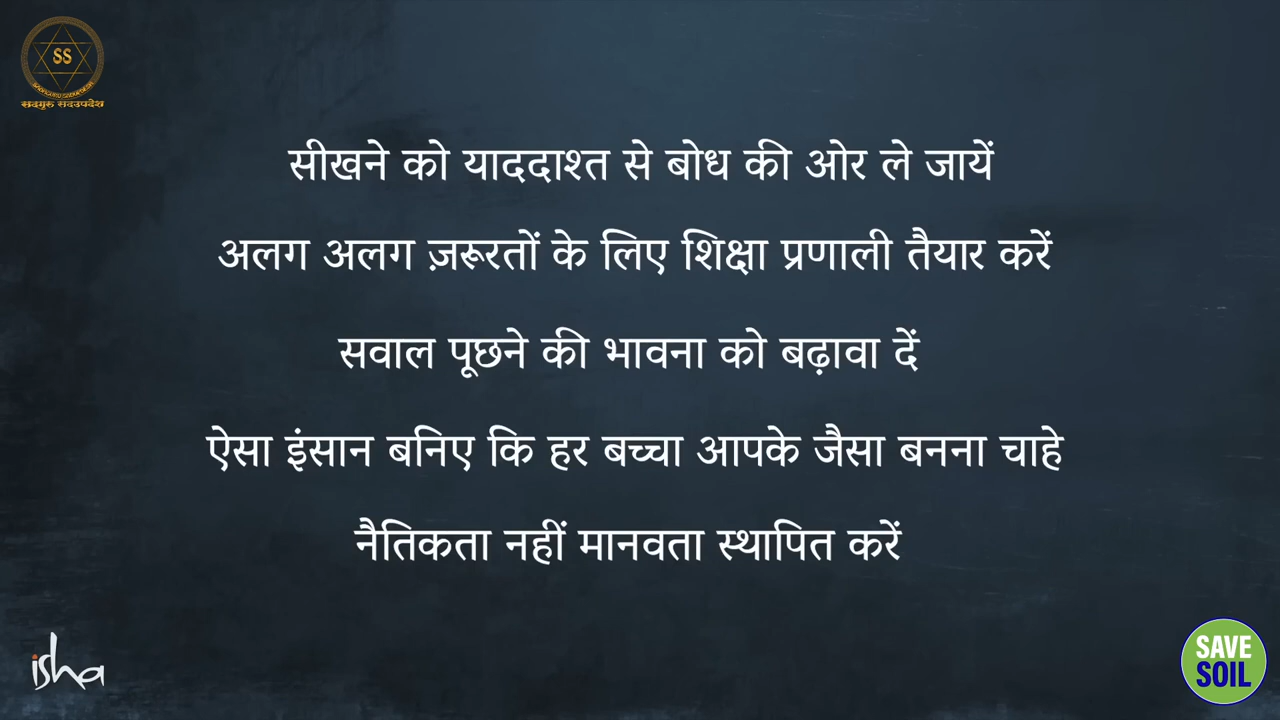 SS
सदगुरु सदउपदेश
सीखने को याददाश्त से बोध की ओर ले जायें
अलग अलग ज़रूरतों के लिए शिक्षा प्रणाली तैयार करें
सवाल पूछने की भावना को बढ़ावा दें
ऐसा इंसान बनिए कि हर बच्चा आपके जैसा बनना चाहे
नैतिकता नहीं मानवता स्थापित करें
isha
SAVE
SOIL